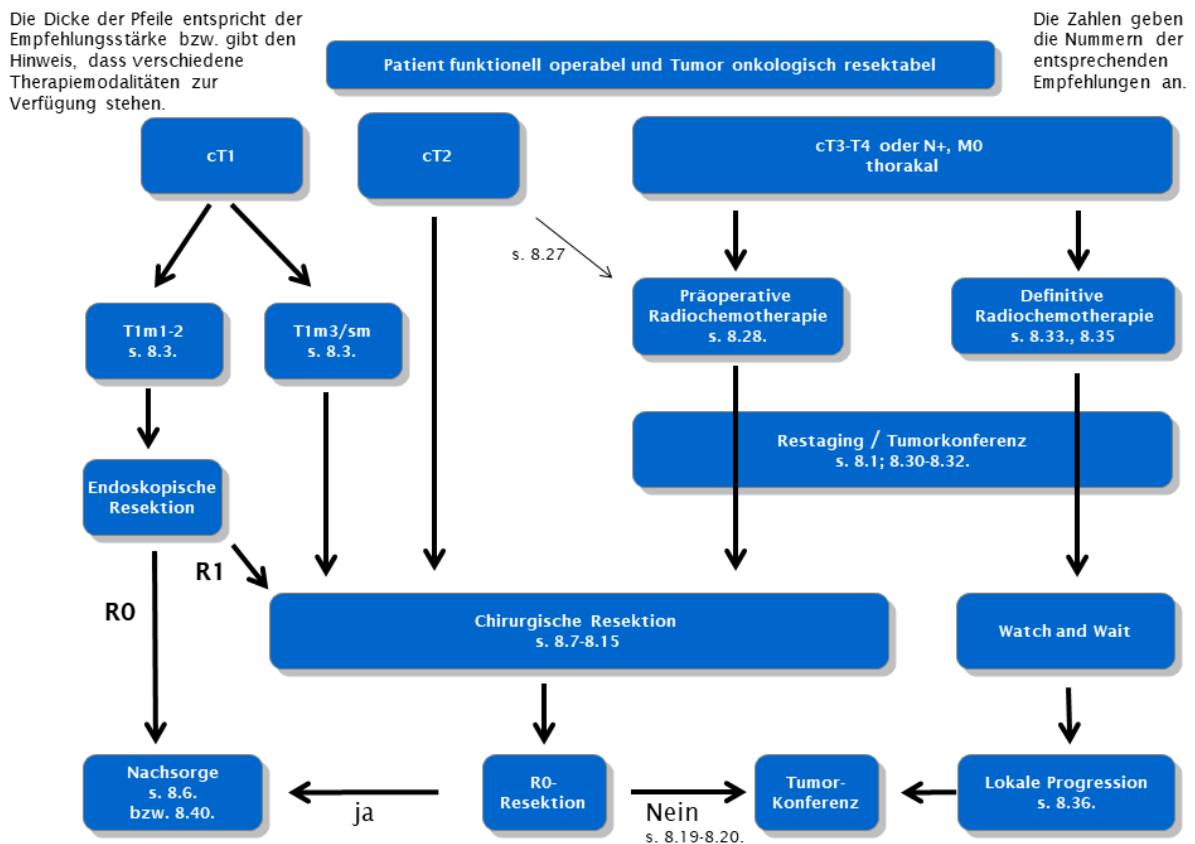 Die Dicke der Pfeile entspricht der
Empfehlungsstärke bzw. gibt den
Hinweis, dass verschiedene
Therapiemodalitäten zur
Verfügung stehen.
Patient funktionell operabel und Tumor onkologisch resektabel
Die Zahlen geben
die Nummern der
entsprechenden
Empfehlungen an.
cT1
cT2
cT3-T4 oder N+, M0
thorakal
s. 8.27
T1m1-2
s. 8.3.
T1m3/sm
s. 8.3.
Präoperative
Radiochemotherapie
s. 8.28.
Definitive
Radiochemotherapie
s. 8.33., 8.35
Restaging / Tumorkonferenz
s. 8.1; 8.30-8.32.
Endoskopische
Resektion
R1
R0
Chirurgische Resektion
s. 8.7-8.15
Watch and Wait
Nachsorge
s. 8.6.
bzw. 8.40.
ja
R0-
Resektion
Nein
s. 8.19-8.20.
Tumor-
Konferenz
Lokale Progression
s. 8.36.